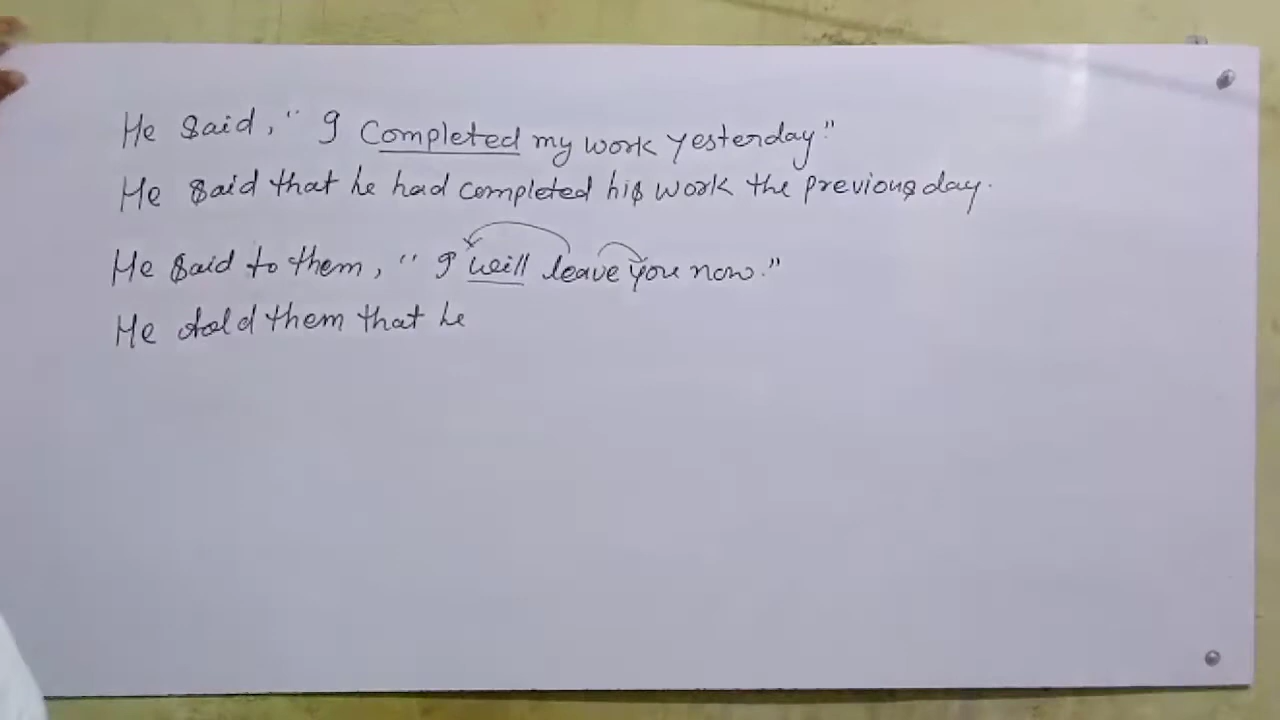 He said, " I completed my work yesterday"
He said that he had completed his work the previous day.
He said to them, " I will leave you now."
He told them that he